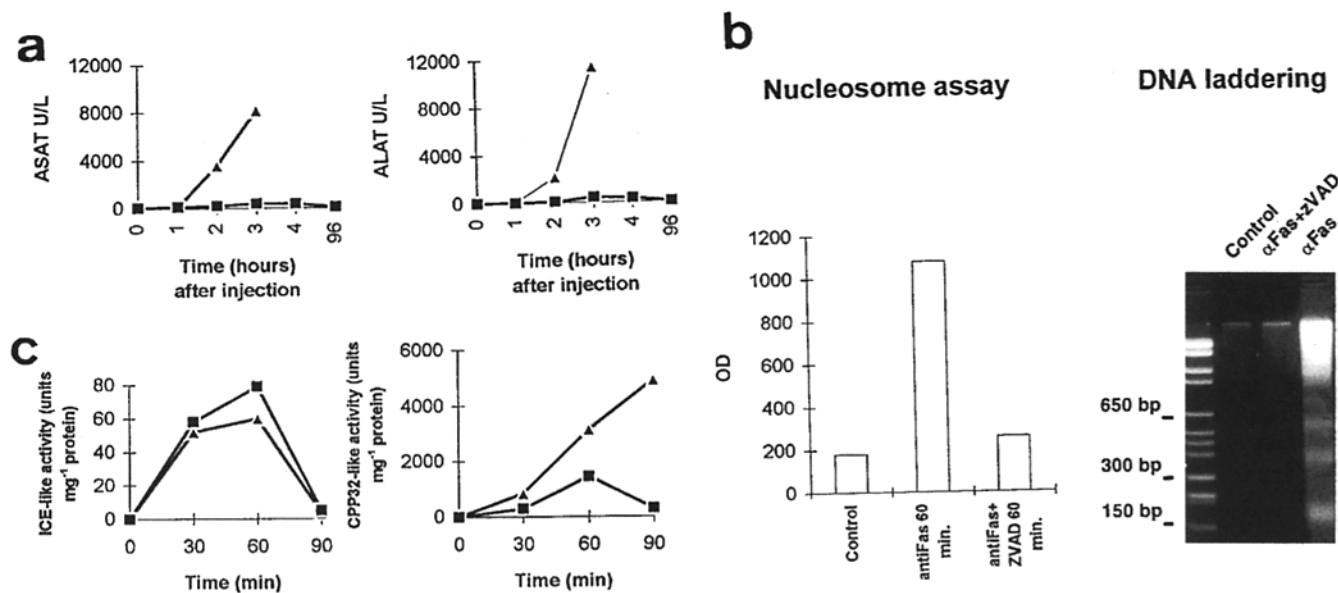 a
ASAT U/L
12000
8000
4000
0
0
1
2
3
4
96
Time (hours)
after injection
ALAT U/L
12000
8000
4000
0
0
1
2
3
4
96
Time (hours)
after injection
b
Nucleosome assay
OD
1200
1000
800
600
400
200
0
Control
antiFas 60
min.
antiFas+
ZVAD 60
min.
DNA laddering
Control
αFas+zVAD
αFas
650 bp
300 bp
150 bp
c
ICE-like activity (units
mg⁻¹ protein)
80
60
40
20
0
0
30
60
90
Time (min)
CPP32-like activity (units
mg⁻¹ protein)
6000
4000
2000
0
0
30
60
90
Time (min)